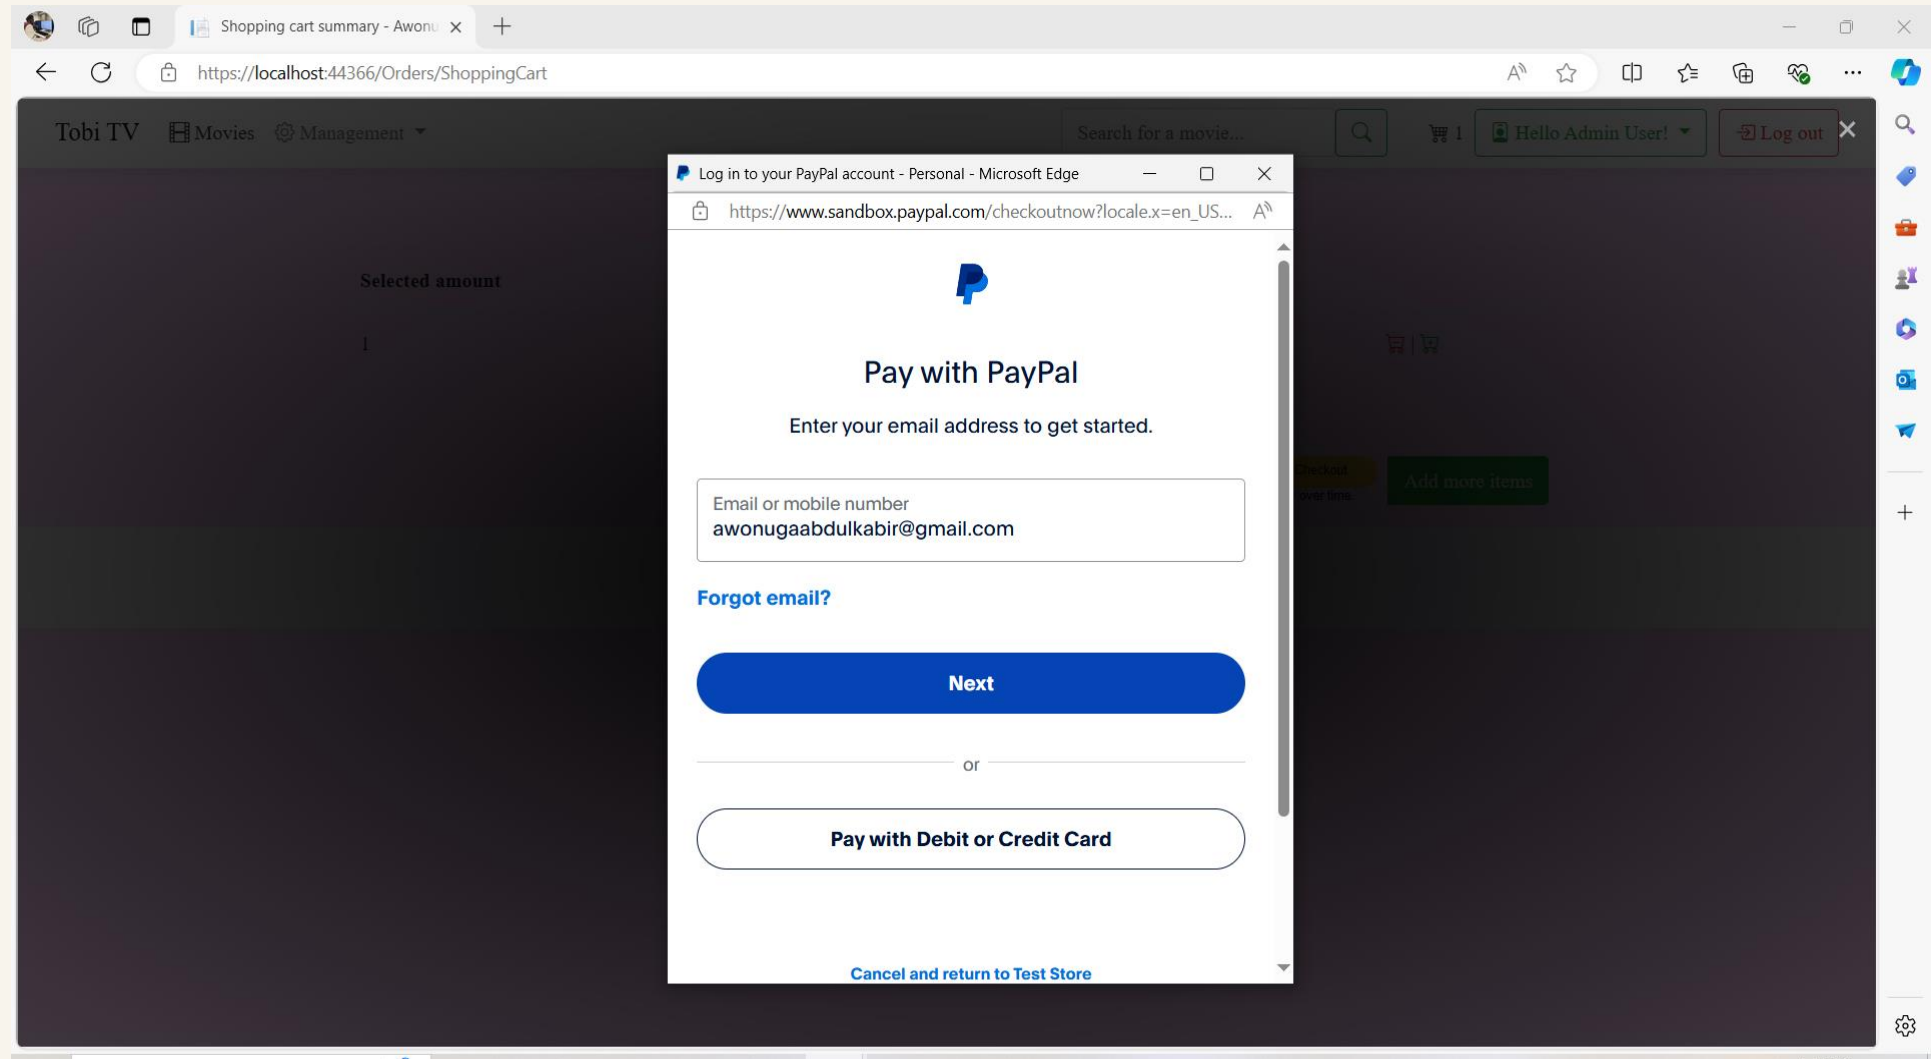 Shopping cart summary - Awonu
https://localhost:44366/Orders/ShoppingCart
Tobi TV Movies Management Search for a movie... 1 Hello Admin User! Log out
Log in to your PayPal account - Personal - Microsoft Edge
https://www.sandbox.paypal.com/checkoutnow?locale.x=en_US...
Selected amount
1
Pay with PayPal
Enter your email address to get started.
Checkout
over time.
Add more items
Email or mobile number
awonugaabdulkabir@gmail.com
Forgot email?
Next
or
Pay with Debit or Credit Card
Cancel and return to Test Store